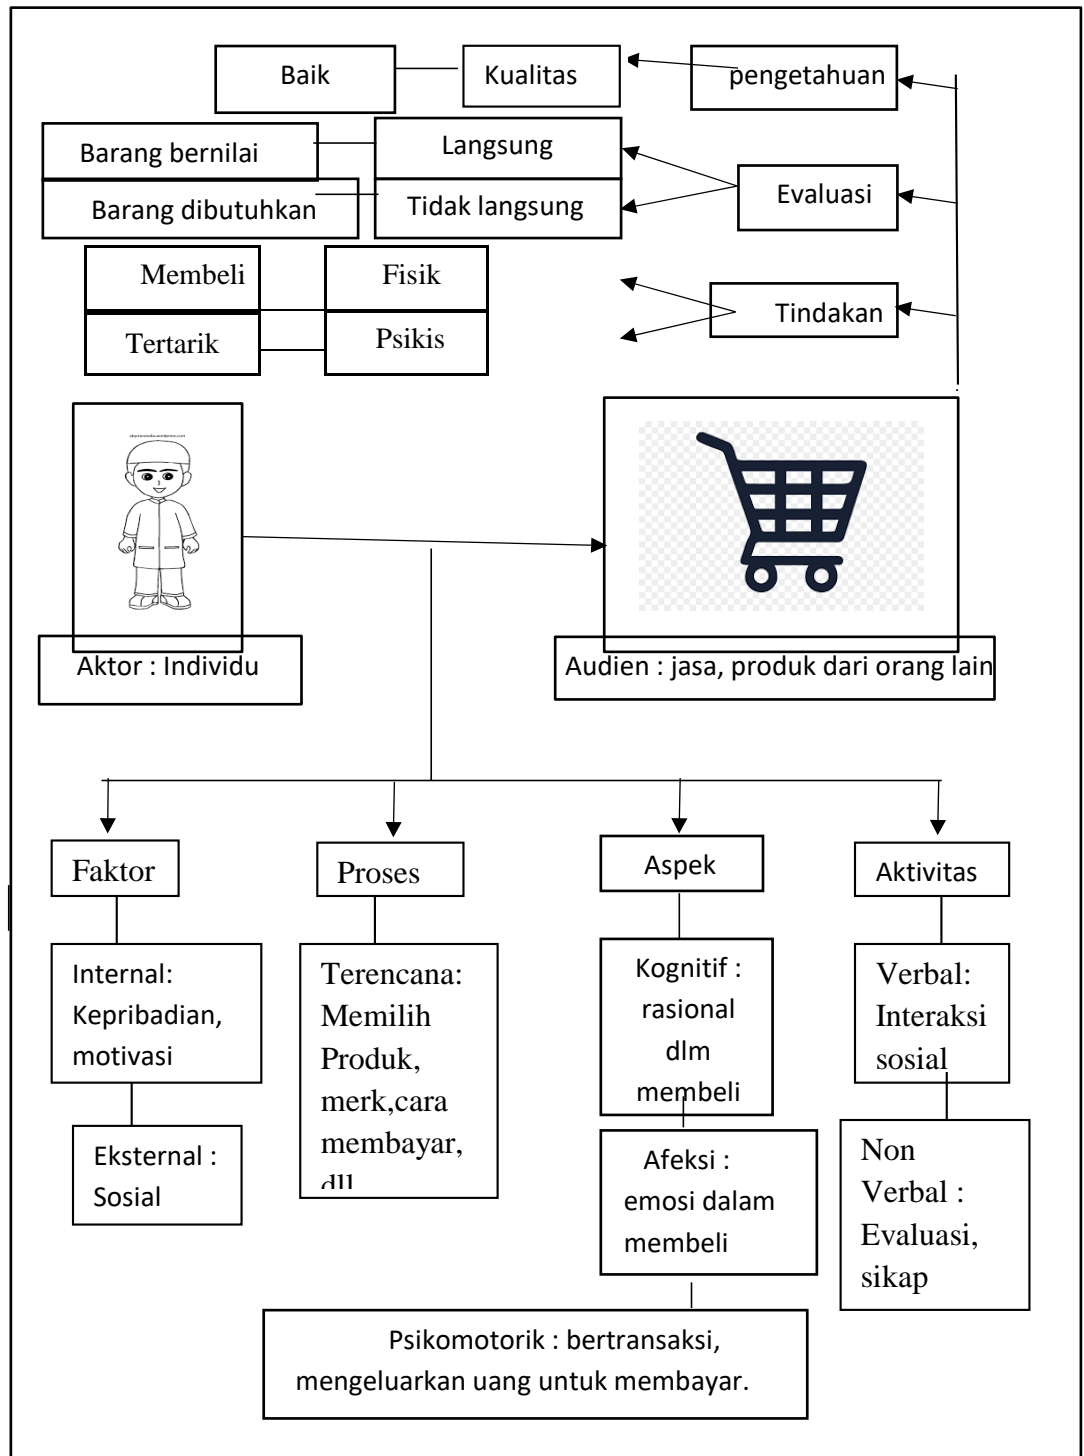 Baik
Kualitas
pengetahuan
Barang bernilai
Langsung
Evaluasi
Barang dibutuhkan
Tidak langsung
Membeli
Fisik
Tindakan
Tertarik
Psikis
Aktor : Individu
Audien : jasa, produk dari orang lain
Faktor
Proses
Aspek
Aktivitas
Internal:
Kepribadian,
motivasi
Eksternal :
Sosial
Terencana:
Memilih
Produk,
merk,cara
membayar,
dll
Kognitif :
rasional
dlm
membeli
Afeksi :
emosi dalam
membeli
Verbal:
Interaksi
sosial
Non
Verbal :
Evaluasi,
sikap
Psikomotorik : bertransaksi,
mengeluarkan uang untuk membayar.